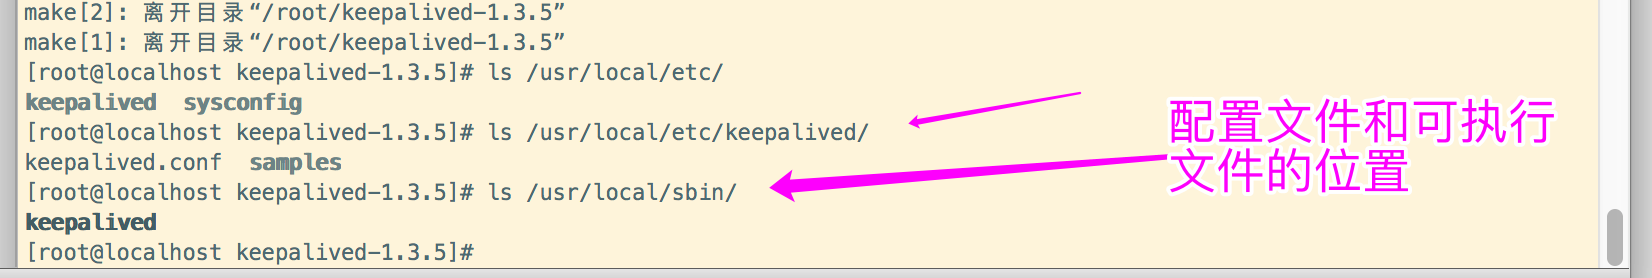 make[2]: 离开目录“/root/keepalived-1.3.5”
make[1]: 离开目录“/root/keepalived-1.3.5”
[root@localhost keepalived-1.3.5]# ls /usr/local/etc/
keepalived  sysconfig
[root@localhost keepalived-1.3.5]# ls /usr/local/etc/keepalived/
keepalived.conf  samples
[root@localhost keepalived-1.3.5]# ls /usr/local/sbin/
keepalived
[root@localhost keepalived-1.3.5]#
配置文件和可执行
文件的位置